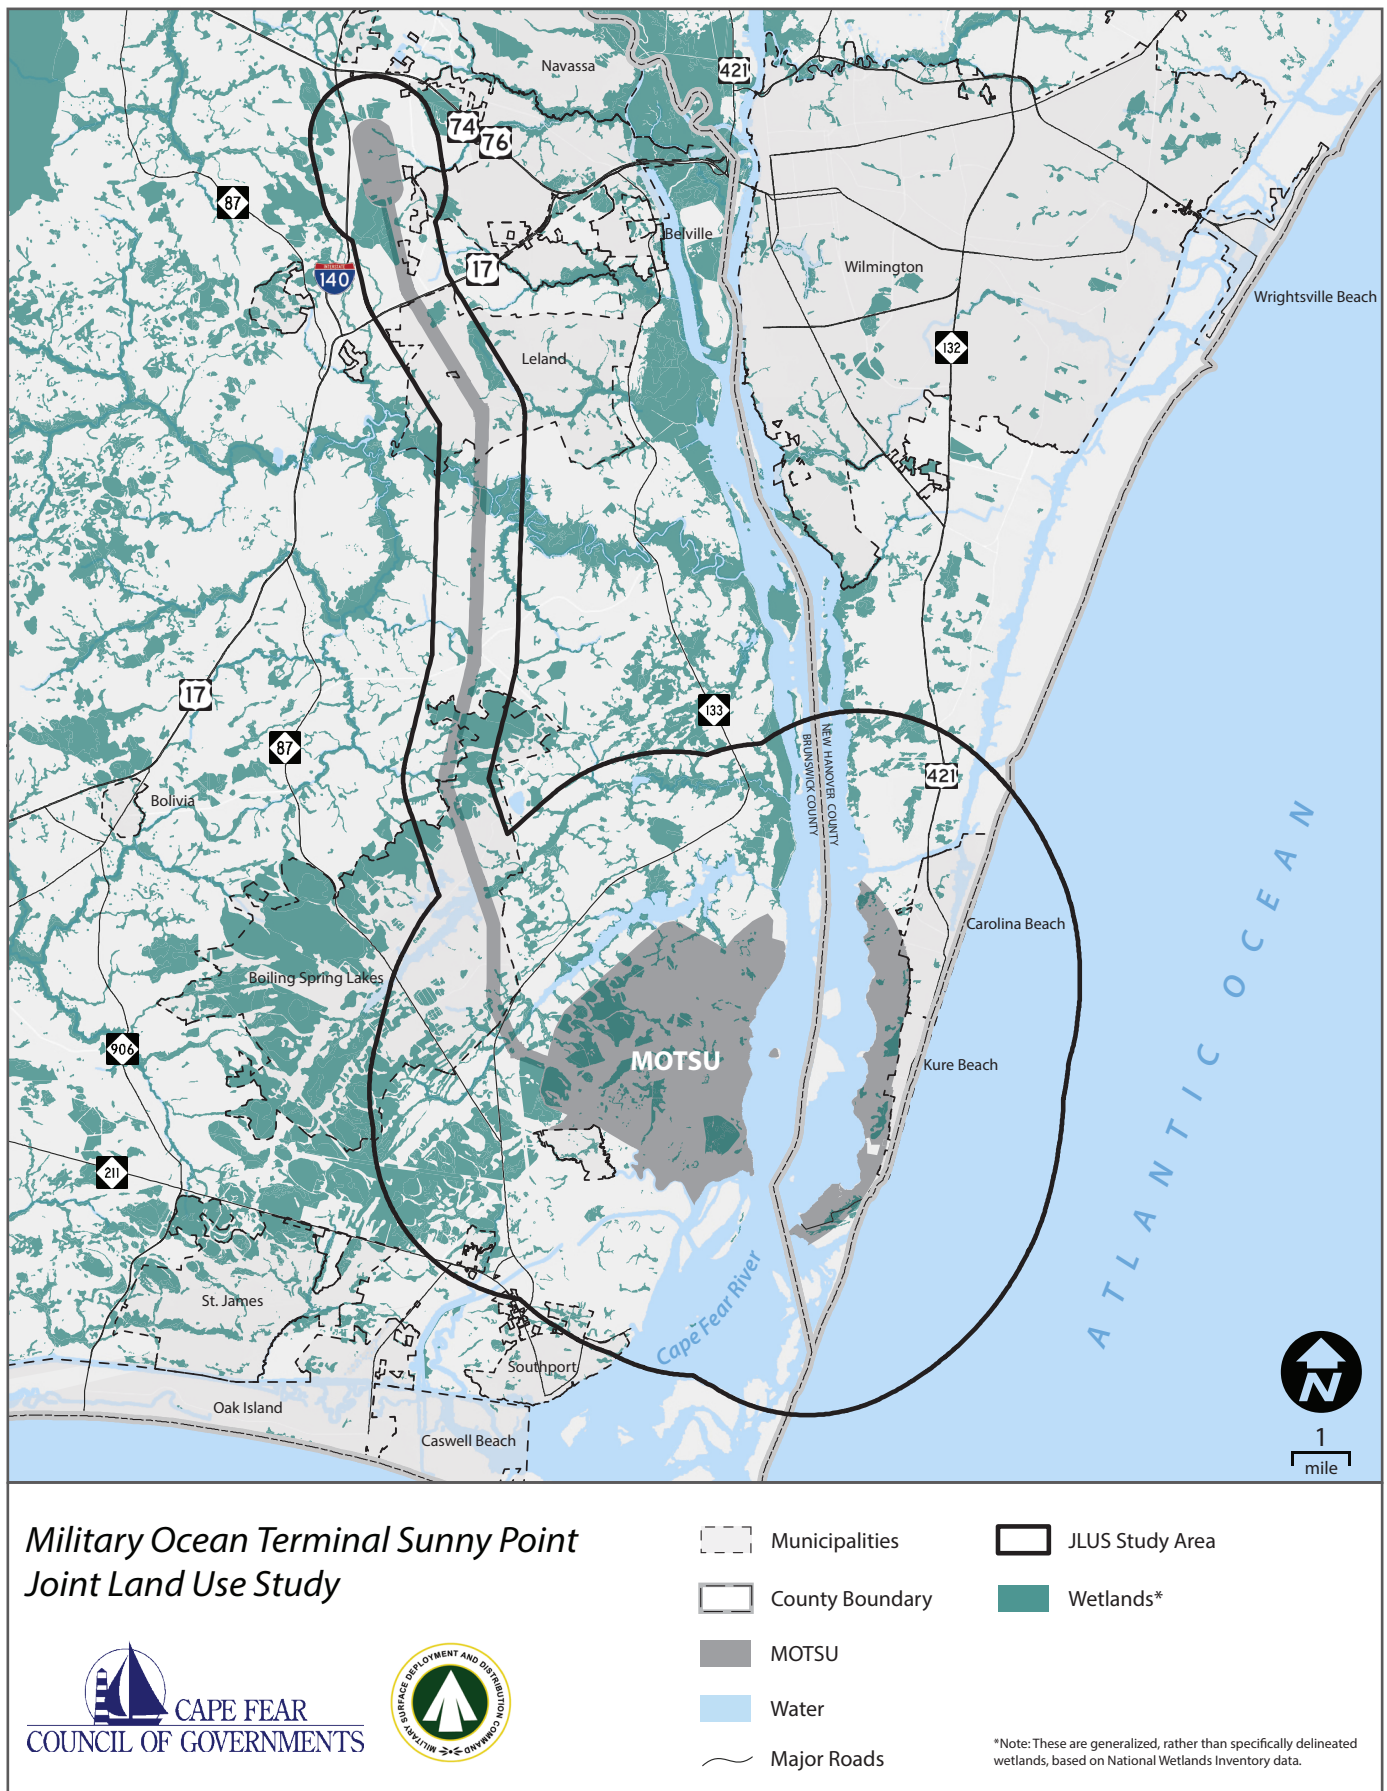 Navassa
421
74
76
87
Belville
17
INTERSTATE
140
Wilmington
Wrightsville Beach
132
Leland
17
133
87
NEW HANOVER COUNTY
BRUNSWICK COUNTY
421
Bolivia
Carolina Beach
Boiling Spring Lakes
906
MOTSU
Kure Beach
ATLANTIC OCEAN
211
St. James
Cape Fear River
Southport
Oak Island
Caswell Beach
N
1
mile
Military Ocean Terminal Sunny Point
Joint Land Use Study
CAPE FEAR
COUNCIL OF GOVERNMENTS
MILITARY SURFACE DEPLOYMENT AND DISTRIBUTION COMMAND
Municipalities
County Boundary
MOTSU
Water
Major Roads
JLUS Study Area
Wetlands*
*Note: These are generalized, rather than specifically delineated
wetlands, based on National Wetlands Inventory data.